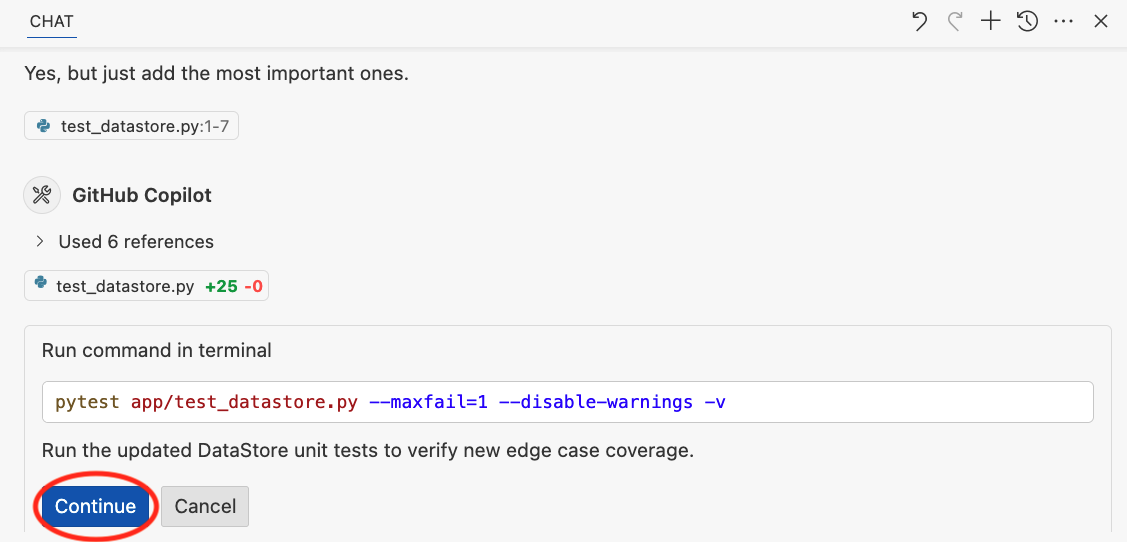 CHAT
Yes, but just add the most important ones.
test_datastore.py:1-7
GitHub Copilot
Used 6 references
test_datastore.py +25 -0
Run command in terminal
pytest app/test_datastore.py --maxfail=1 --disable-warnings -v
Run the updated DataStore unit tests to verify new edge case coverage.
Continue Cancel